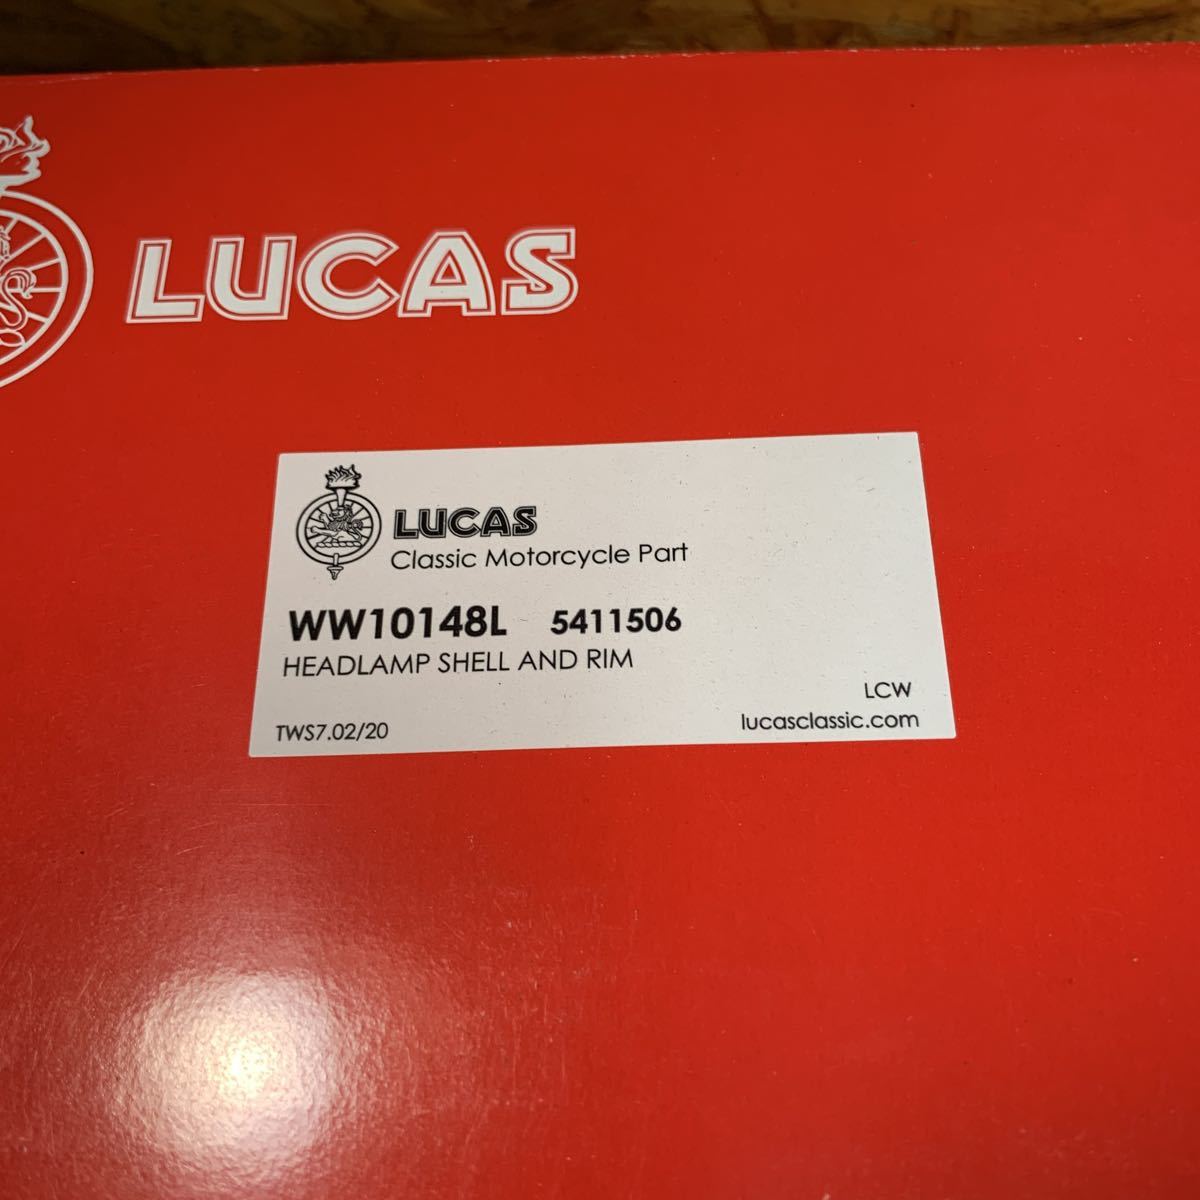 LUCAS
LUCAS
Classic Motorcycle Part
WW10148L 5411506
HEADLAMP SHELL AND RIM
LCW
TWS7.02/20 lucasclassic.com